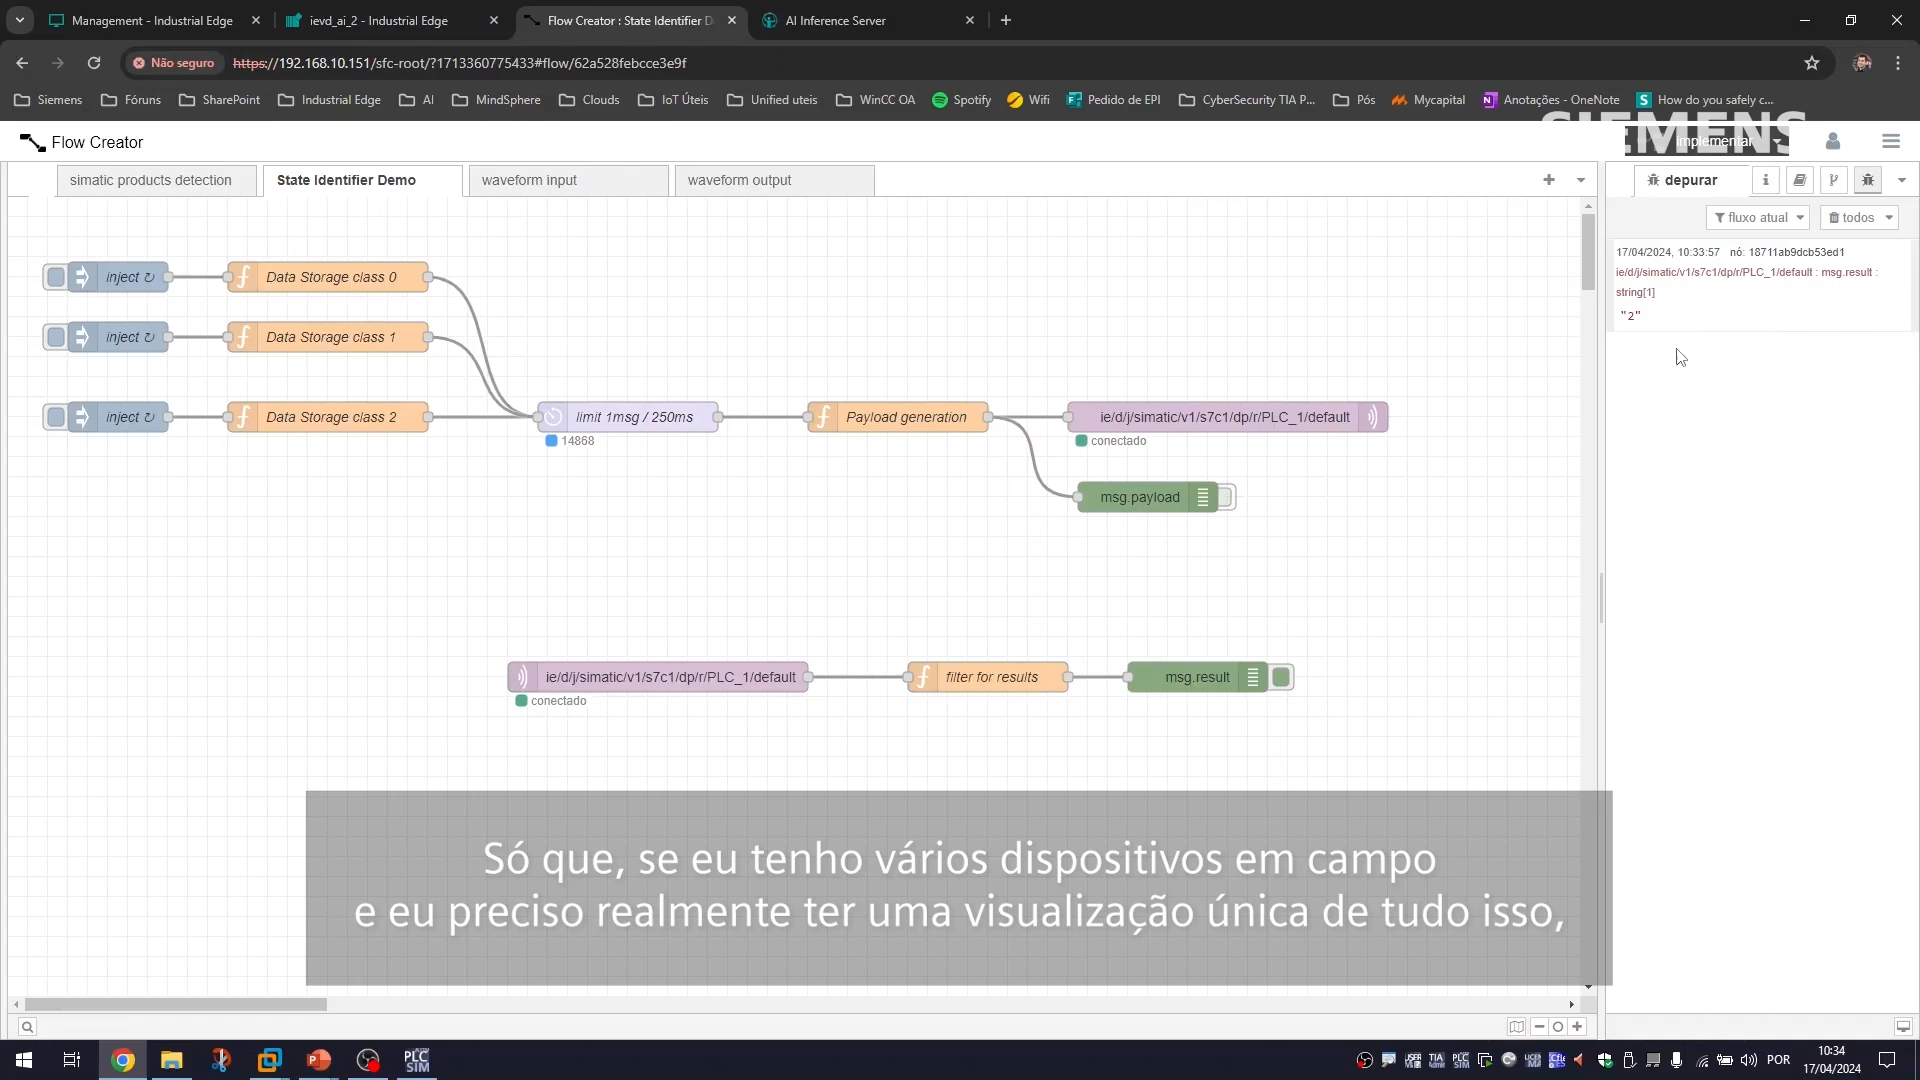 Management - Industrial Edge
ievd_ai_2 - Industrial Edge
Flow Creator : State Identifier D
AI Inference Server
Não seguro
https://192.168.10.151/sfc-root/?1713360775433#flow/62a528febcce3e9f
Siemens
Fóruns
SharePoint
Industrial Edge
AI
MindSphere
Clouds
IoT Úteis
Unified uteis
WinCC OA
Spotify
Wifi
Pedido de EPI
CyberSecurity TIA P...
Pós
Mycapital
Anotações - OneNote
How do you safely c...
SIEMENS
Flow Creator
Implementar
simatic products detection
State Identifier Demo
waveform input
waveform output
depurar
fluxo atual
todos
17/04/2024, 10:33:57 nó: 18711ab9dcb53ed1
ie/d/j/simatic/v1/s7c1/dp/r/PLC_1/default : msg.result :
string[1]
"2"
inject ↻
Data Storage class 0
inject ↻
Data Storage class 1
inject ↻
Data Storage class 2
limit 1msg / 250ms
14868
Payload generation
ie/d/j/simatic/v1/s7c1/dp/r/PLC_1/default
conectado
msg.payload
ie/d/j/simatic/v1/s7c1/dp/r/PLC_1/default
conectado
filter for results
msg.result
Só que, se eu tenho vários dispositivos em campo
e eu preciso realmente ter uma visualização única de tudo isso,
PLC
SIM
POR
10:34
17/04/2024